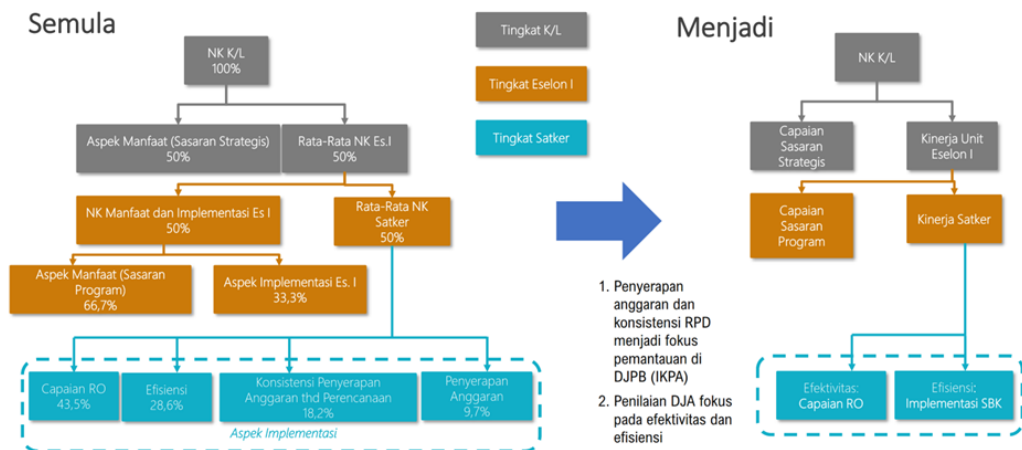 Semula
NK K/L
100%
Aspek Manfaat (Sasaran Strategis)
50%
Rata-Rata NK Es.I
50%
NK Manfaat dan Implementasi Es I
50%
Rata-Rata NK
Satker
50%
Aspek Manfaat (Sasaran
Program)
66,7%
Aspek Implementasi Es. I
33,3%
Capaian RO
43,5%
Efisiensi
28,6%
Konsistensi Penyerapan
Anggaran thd Perencanaan
18,2%
Penyerapan
Anggaran
9,7%
Aspek Implementasi
Tingkat K/L
Tingkat Eselon I
Tingkat Satker
1. Penyerapan
anggaran dan
konsistensi RPD
menjadi fokus
pemantauan di
DJPB (IKPA)
2. Penilaian DJA fokus
pada efektivitas dan
efisiensi
Menjadi
NK K/L
Capaian
Sasaran
Strategis
Kinerja Unit
Eselon I
Capaian
Sasaran
Program
Kinerja Satker
Efektivitas:
Capaian RO
Efisiensi:
Implementasi SBK